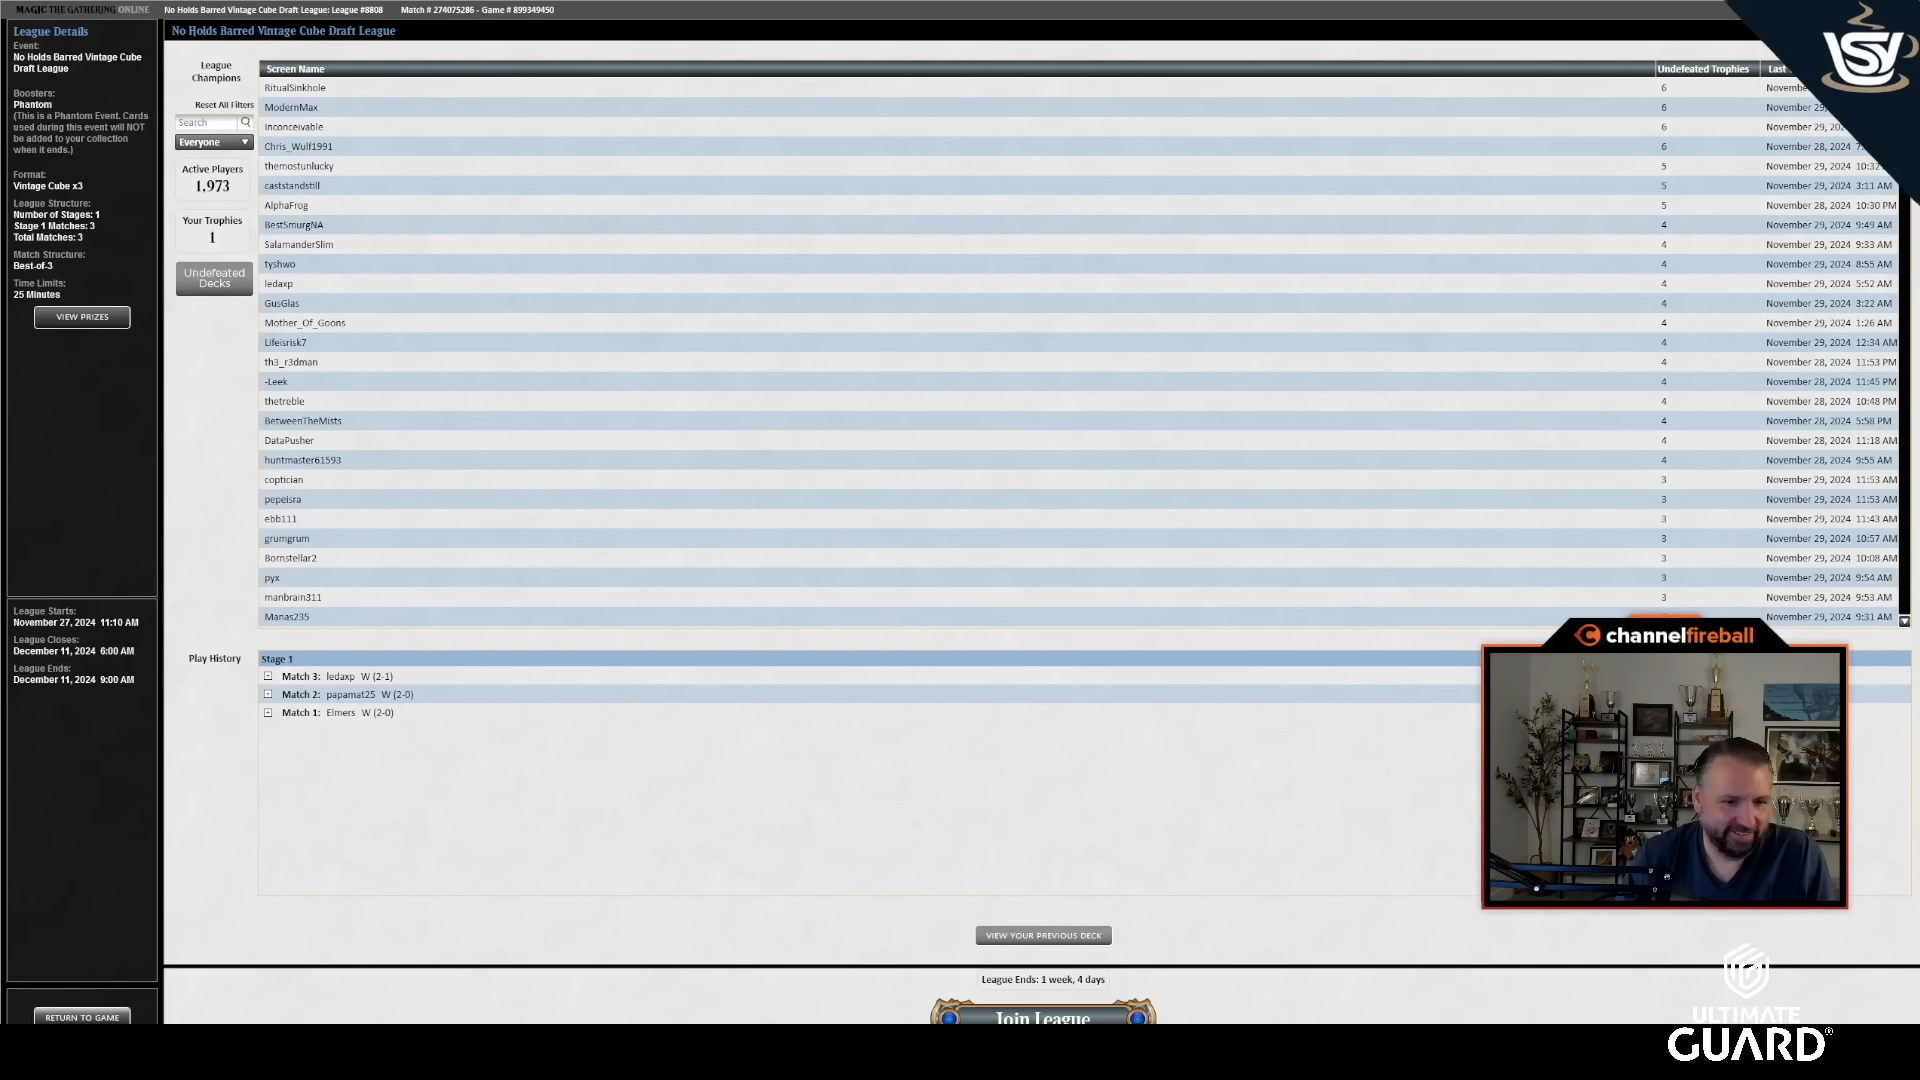 MAGIC THE GATHERING ONLINE
No Holds Barred Vintage Cube Draft League: League #8808
Match # 274075286 - Game # 899349450
League Details
Event:
No Holds Barred Vintage Cube
Draft League
Boosters:
Phantom
(This is a Phantom Event. Cards
used during this event will NOT
be added to your collection
when it ends.)
Format:
Vintage Cube x3
League Structure:
Number of Stages: 1
Stage 1 Matches: 3
Total Matches: 3
Match Structure:
Best-of-3
Time Limits:
25 Minutes
VIEW PRIZES
League Starts:
November 27, 2024 11:10 AM
League Closes:
December 11, 2024 6:00 AM
League Ends:
December 11, 2024 9:00 AM
RETURN TO GAME
No Holds Barred Vintage Cube Draft League
League
Champions
Reset All Filters
Search
Everyone
Active Players
1,973
Your Trophies
1
Undefeated
Decks
Screen Name Undefeated Trophies Last
RitualSinkhole 6
ModernMax 6 November 29,
Inconceivable 6 November 29,
Chris_Wulf1991 6 November 28, 2024
themostunlucky 5 November 29, 2024 10:32
caststandstill 5 November 29, 2024 3:11 AM
AlphaFrog 5 November 28, 2024 10:30 PM
BestSmurgNA 4 November 29, 2024 9:49 AM
SalamanderSlim 4 November 29, 2024 9:33 AM
tyshwo 4 November 29, 2024 8:55 AM
ledaxp 4 November 29, 2024 5:52 AM
GusGlas 4 November 29, 2024 3:22 AM
Mother_Of_Goons 4 November 29, 2024 1:26 AM
Lifeisrisk7 4 November 29, 2024 12:34 AM
th3_r3dman 4 November 28, 2024 11:53 PM
-Leek 4 November 28, 2024 11:45 PM
thetreble 4 November 28, 2024 10:48 PM
BetweenTheMists 4 November 28, 2024 5:58 PM
DataPusher 4 November 28, 2024 11:18 AM
huntmaster61593 4 November 28, 2024 9:55 AM
coptician 3 November 29, 2024 11:53 AM
pepeisra 3 November 29, 2024 11:53 AM
ebb111 3 November 29, 2024 11:43 AM
grumgrum 3 November 29, 2024 10:57 AM
Bornstellar2 3 November 29, 2024 10:08 AM
pyx 3 November 29, 2024 9:54 AM
manbrain311 3 November 29, 2024 9:53 AM
Manas235 November 29, 2024 9:31 AM
Play History
Stage 1
Match 3: ledaxp W (2-1)
Match 2: papamat25 W (2-0)
Match 1: Elmers W (2-0)
VIEW YOUR PREVIOUS DECK
League Ends: 1 week, 4 days
Join League
channelfireball
LSV
ULTIMATE
GUARD®